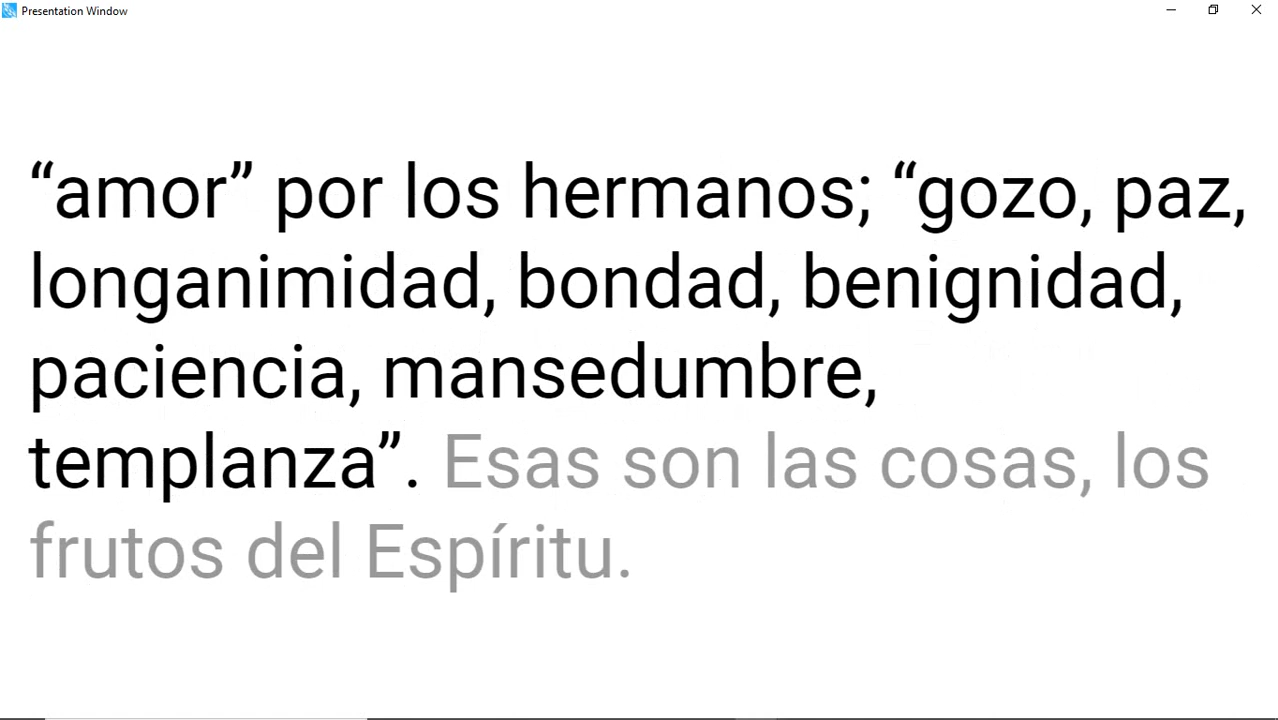 Presentation Window
“amor” por los hermanos; “gozo, paz,
longanimidad, bondad, benignidad,
paciencia, mansedumbre,
templanza”. Esas son las cosas, los
frutos del Espíritu.